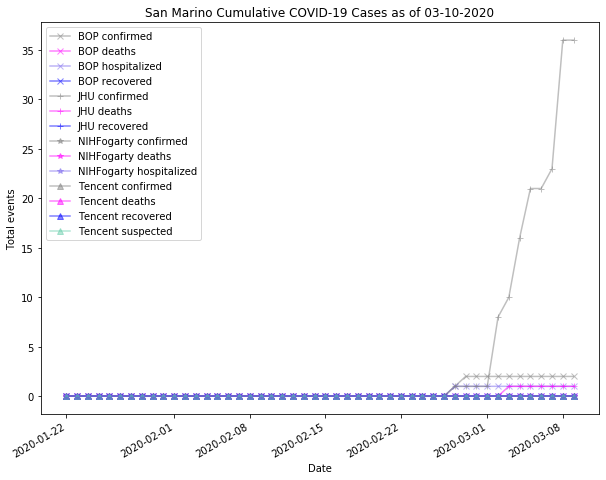 San Marino Cumulative COVID-19 Cases as of 03-10-2020
BOP confirmed
BOP deaths
BOP hospitalized
BOP recovered
JHU confirmed
JHU deaths
JHU recovered
NIHFogarty confirmed
NIHFogarty deaths
NIHFogarty hospitalized
Tencent confirmed
Tencent deaths
Tencent recovered
Tencent suspected
Total events
35
30
25
20
15
10
5
0
2020-01-22
2020-02-01
2020-02-08
2020-02-15
2020-02-22
2020-03-01
2020-03-08
Date